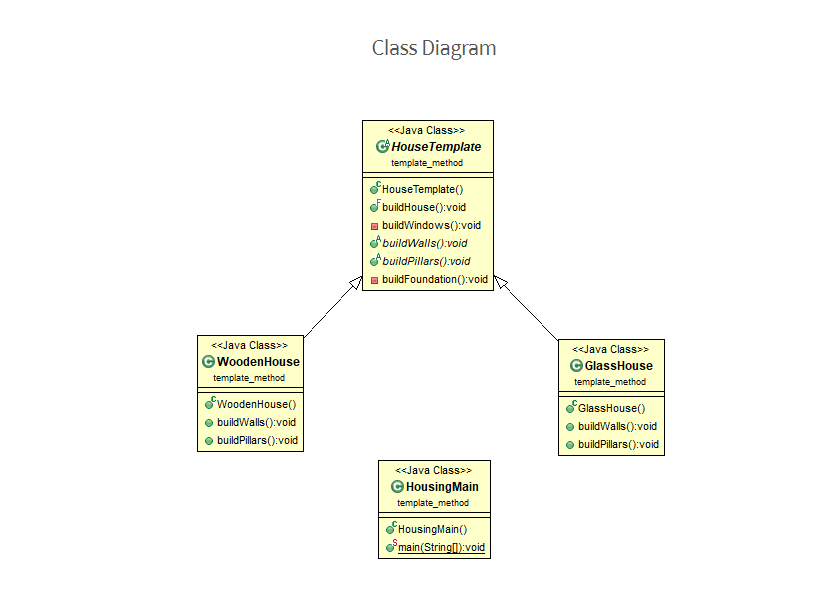 Class Diagram
<<Java Class>>
HouseTemplate
template_method
HouseTemplate()
buildHouse():void
buildWindows():void
buildWalls():void
buildPillars():void
buildFoundation():void
<<Java Class>>
WoodenHouse
template_method
WoodenHouse()
buildWalls():void
buildPillars():void
<<Java Class>>
GlassHouse
template_method
GlassHouse()
buildWalls():void
buildPillars():void
<<Java Class>>
HousingMain
template_method
HousingMain()
main(String[]):void